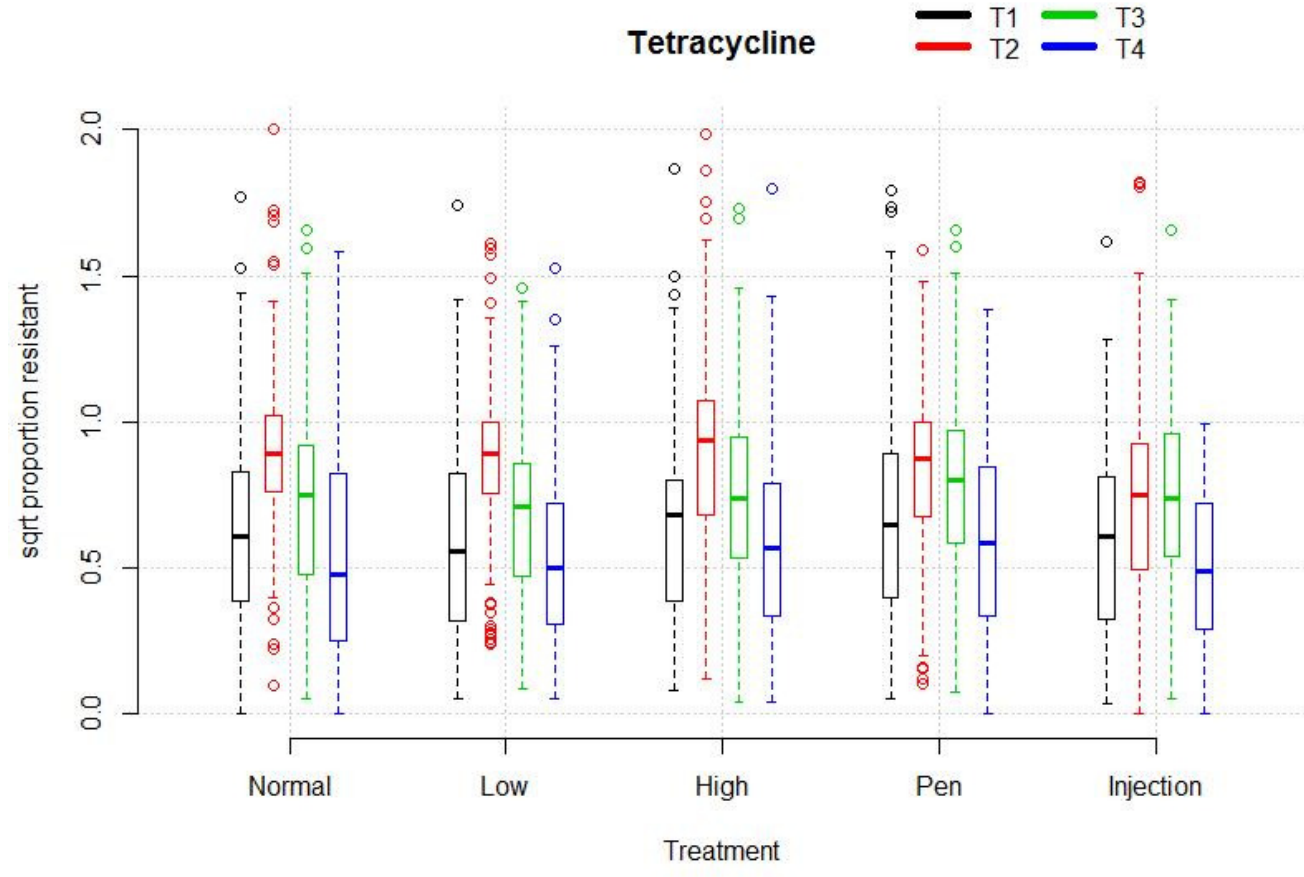 Tetracycline
T1 T3
T2 T4
2.0
1.5
1.0
0.5
0.0
sqrt proportion resistant
Normal Low High Pen Injection
Treatment